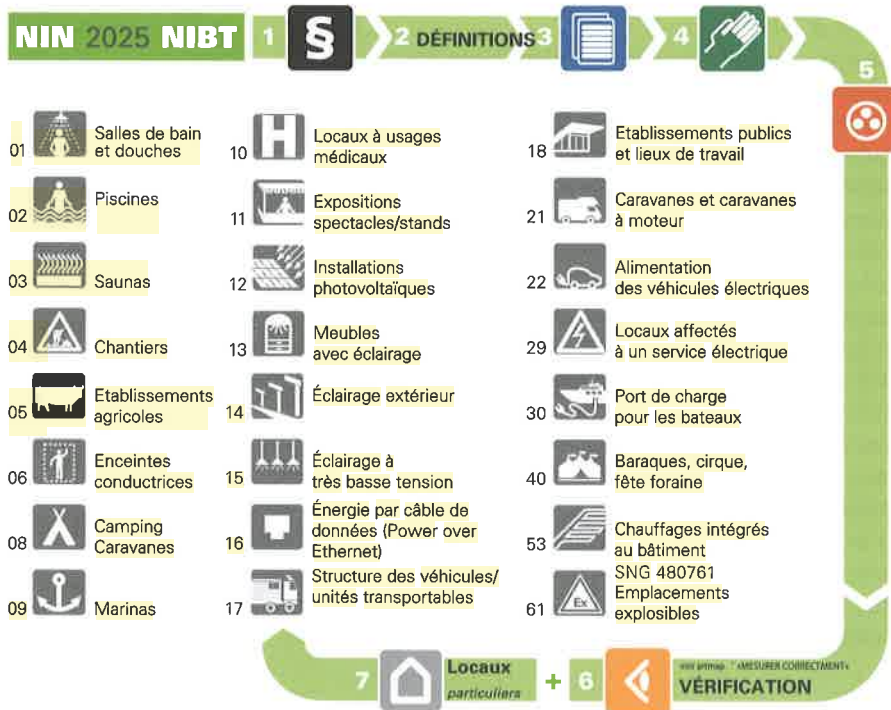 NIN 2025 NIBT
1 §
2 DÉFINITIONS
3
4
5
01 Salles de bain
et douches
02 Piscines
03 Saunas
04 Chantiers
05 Etablissements
agricoles
06 Enceintes
conductrices
08 Camping
Caravanes
09 Marinas
10 H Locaux à usages
médicaux
11 Expositions
spectacles/stands
12 Installations
photovoltaïques
13 Meubles
avec éclairage
14 Éclairage extérieur
15 Éclairage à
très basse tension
16 Énergie par câble de
données (Power over
Ethernet)
17 Structure des véhicules/
unités transportables
18 Etablissements publics
et lieux de travail
21 Caravanes et caravanes
à moteur
22 Alimentation
des véhicules électriques
29 Locaux affectés
à un service électrique
30 Port de charge
pour les bateaux
40 Baraques, cirque,
fête foraine
53 Chauffages intégrés
au bâtiment
SNG 480761
61 Ex Emplacements
explosibles
7 Locaux
particuliers
+ 6
«MESURER CORRECTMENT»
VÉRIFICATION